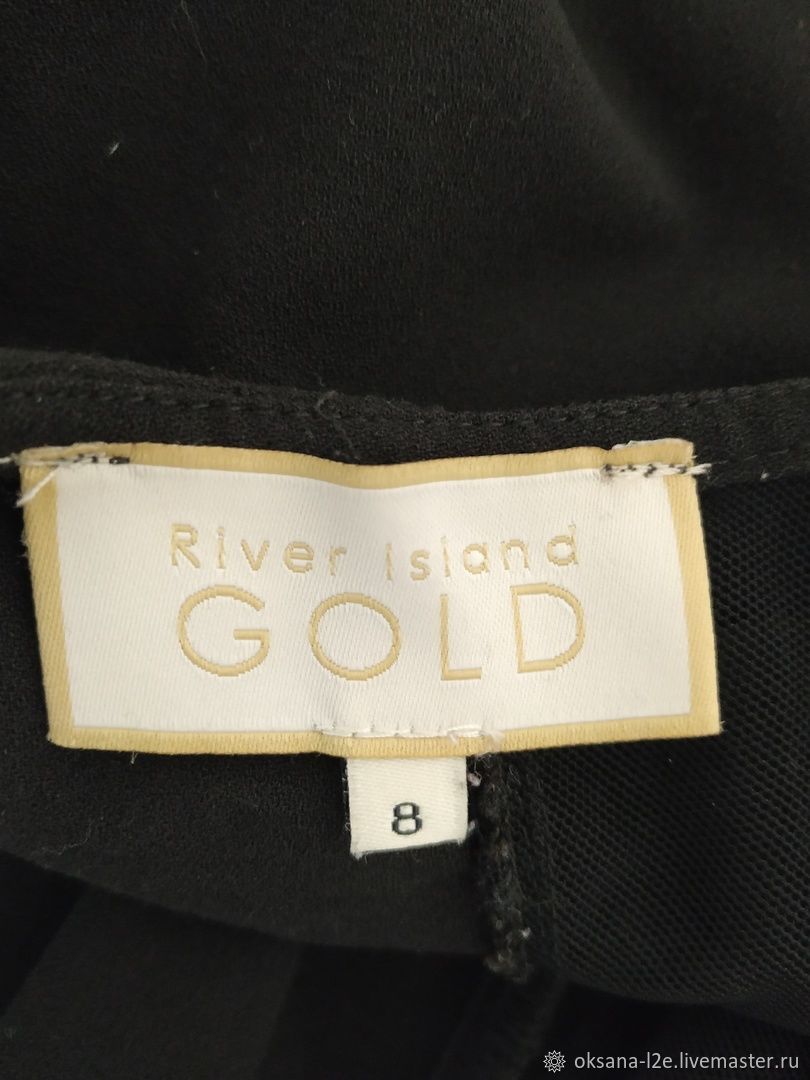 River Island
GOLD
8
oksana-l2e.livemaster.ru